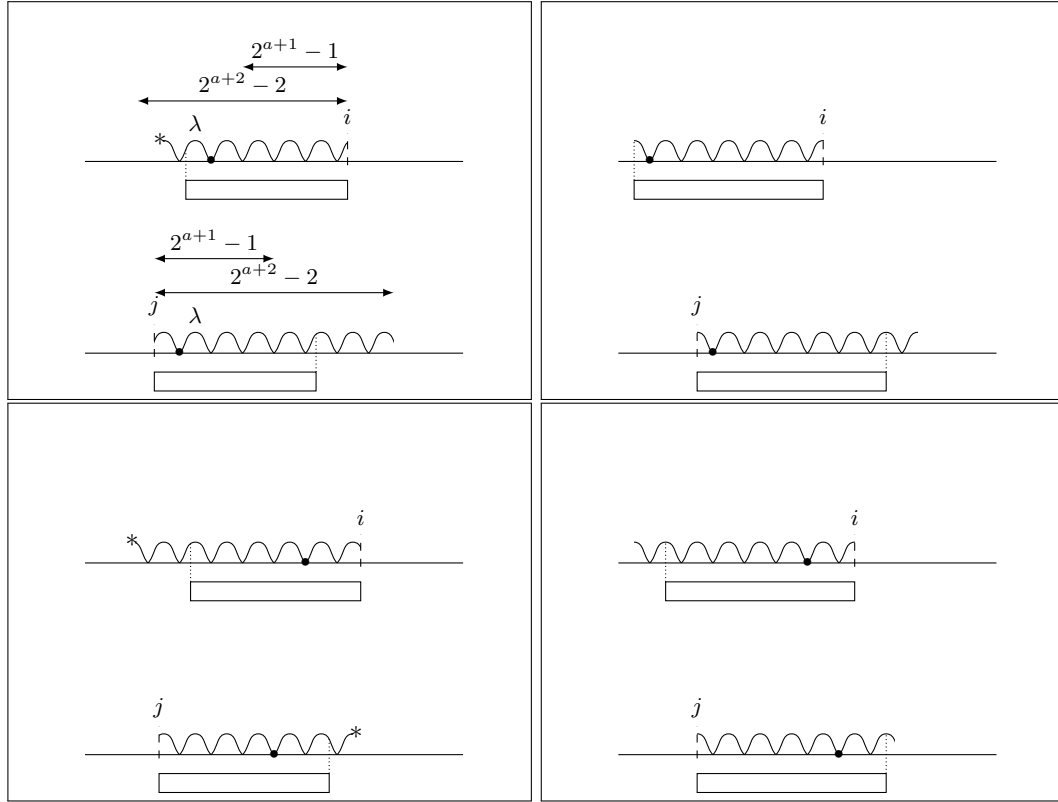 2^{a+1} − 1
2^{a+2} − 2
* λ i
i
2^{a+1} − 1
2^{a+2} − 2
j λ
j
* i
i
j *
j